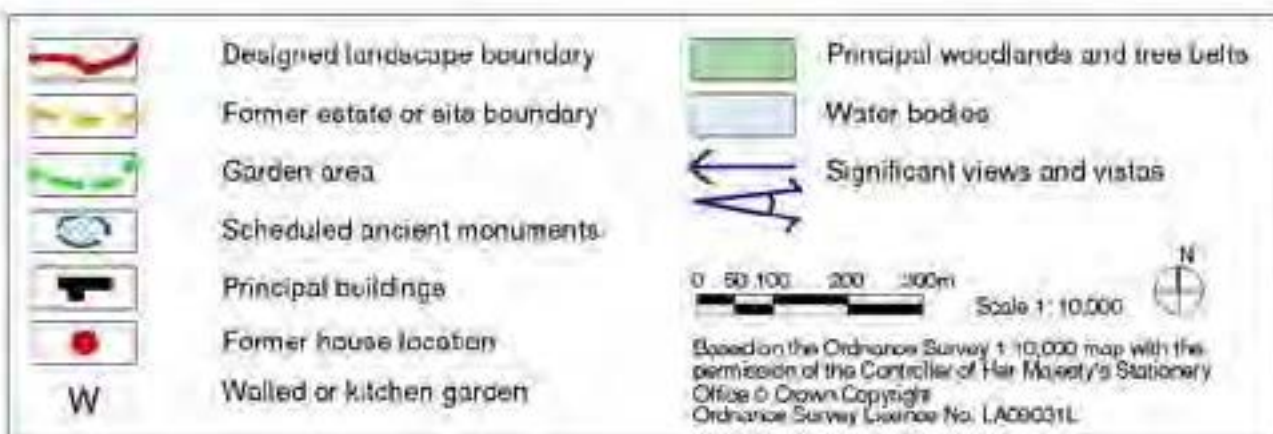 Designed landscape boundary
Former estate or site boundary
Garden area
Scheduled ancient monuments
Principal buildings
Former house location
W Walled or kitchen garden
Principal woodlands and tree belts
Water bodies
Significant views and vistas
N
0 50 100 200 300m
Scale 1:10,000
Based on the Ordnance Survey 1:10,000 map with the
permission of the Controller of Her Majesty's Stationery
Office © Crown Copyright
Ordnance Survey Licence No. LA09031L